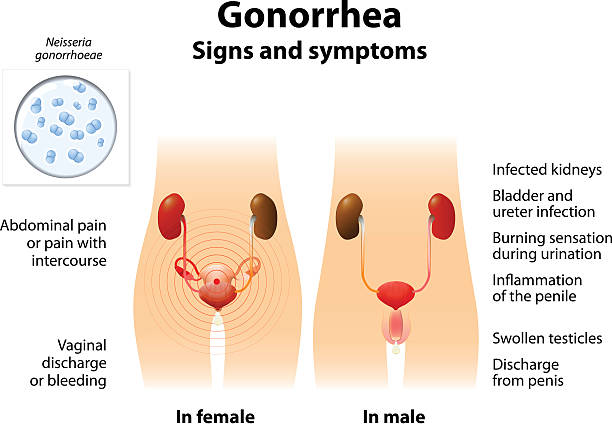 Gonorrhea
Signs and symptoms
Neisseria
gonorrhoeae
Abdominal pain
or pain with
intercourse
Vaginal
discharge
or bleeding
Infected kidneys
Bladder and
ureter infection
Burning sensation
during urination
Inflammation
of the penile
Swollen testicles
Discharge
from penis
In female
In male